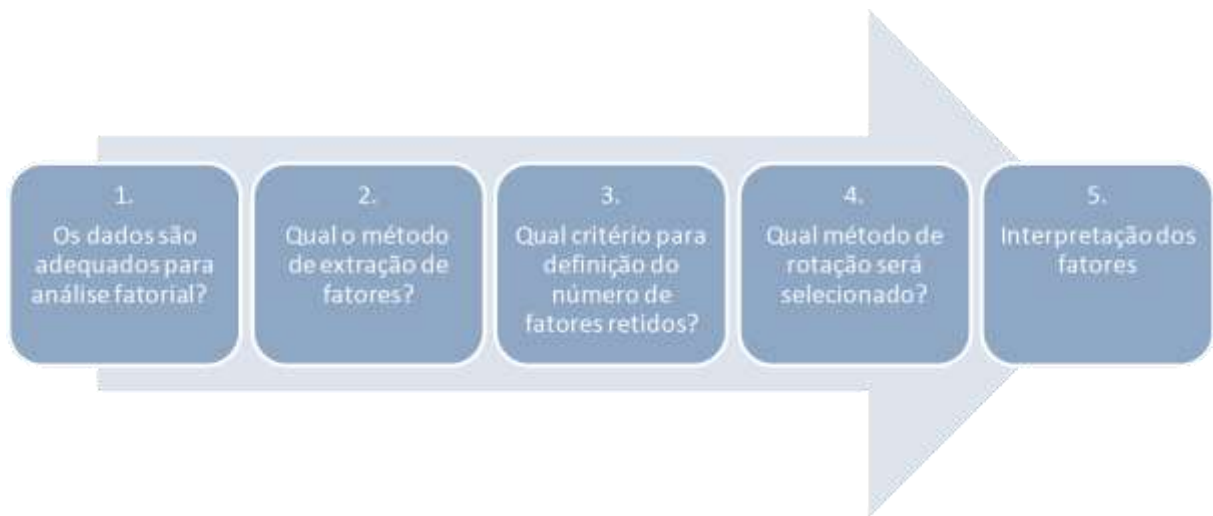 1.
Os dados são
adequados para
análise fatorial?
2.
Qual o método
de extração de
fatores?
3.
Qual critério para
definição do
número de
fatores retidos?
4.
Qual método de
rotação será
selecionado?
5.
Interpretação dos
fatores